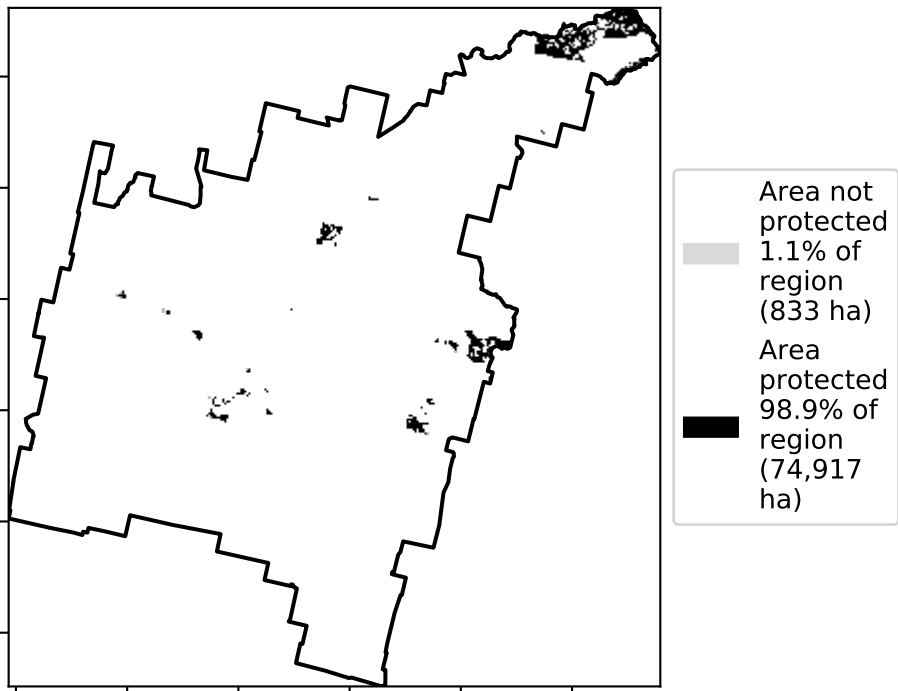 Area not
protected
1.1% of
region
(833 ha)
Area
protected
98.9% of
region
(74,917
ha)